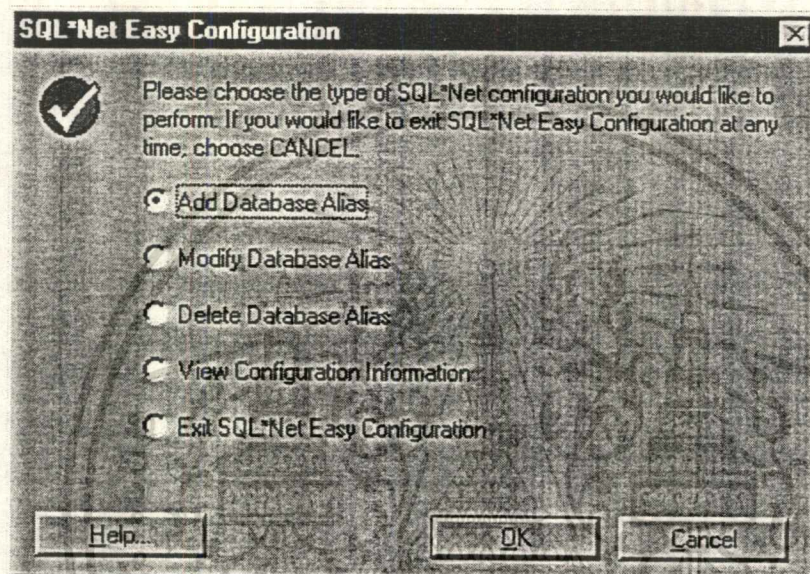 SQL*Net Easy Configuration
Please choose the type of SQL*Net configuration you would like to
perform. If you would like to exit SQL*Net Easy Configuration at any
time, choose CANCEL.
Add Database Alias
Modify Database Alias
Delete Database Alias
View Configuration Information
Exit SQL*Net Easy Configuration
Help...
OK
Cancel